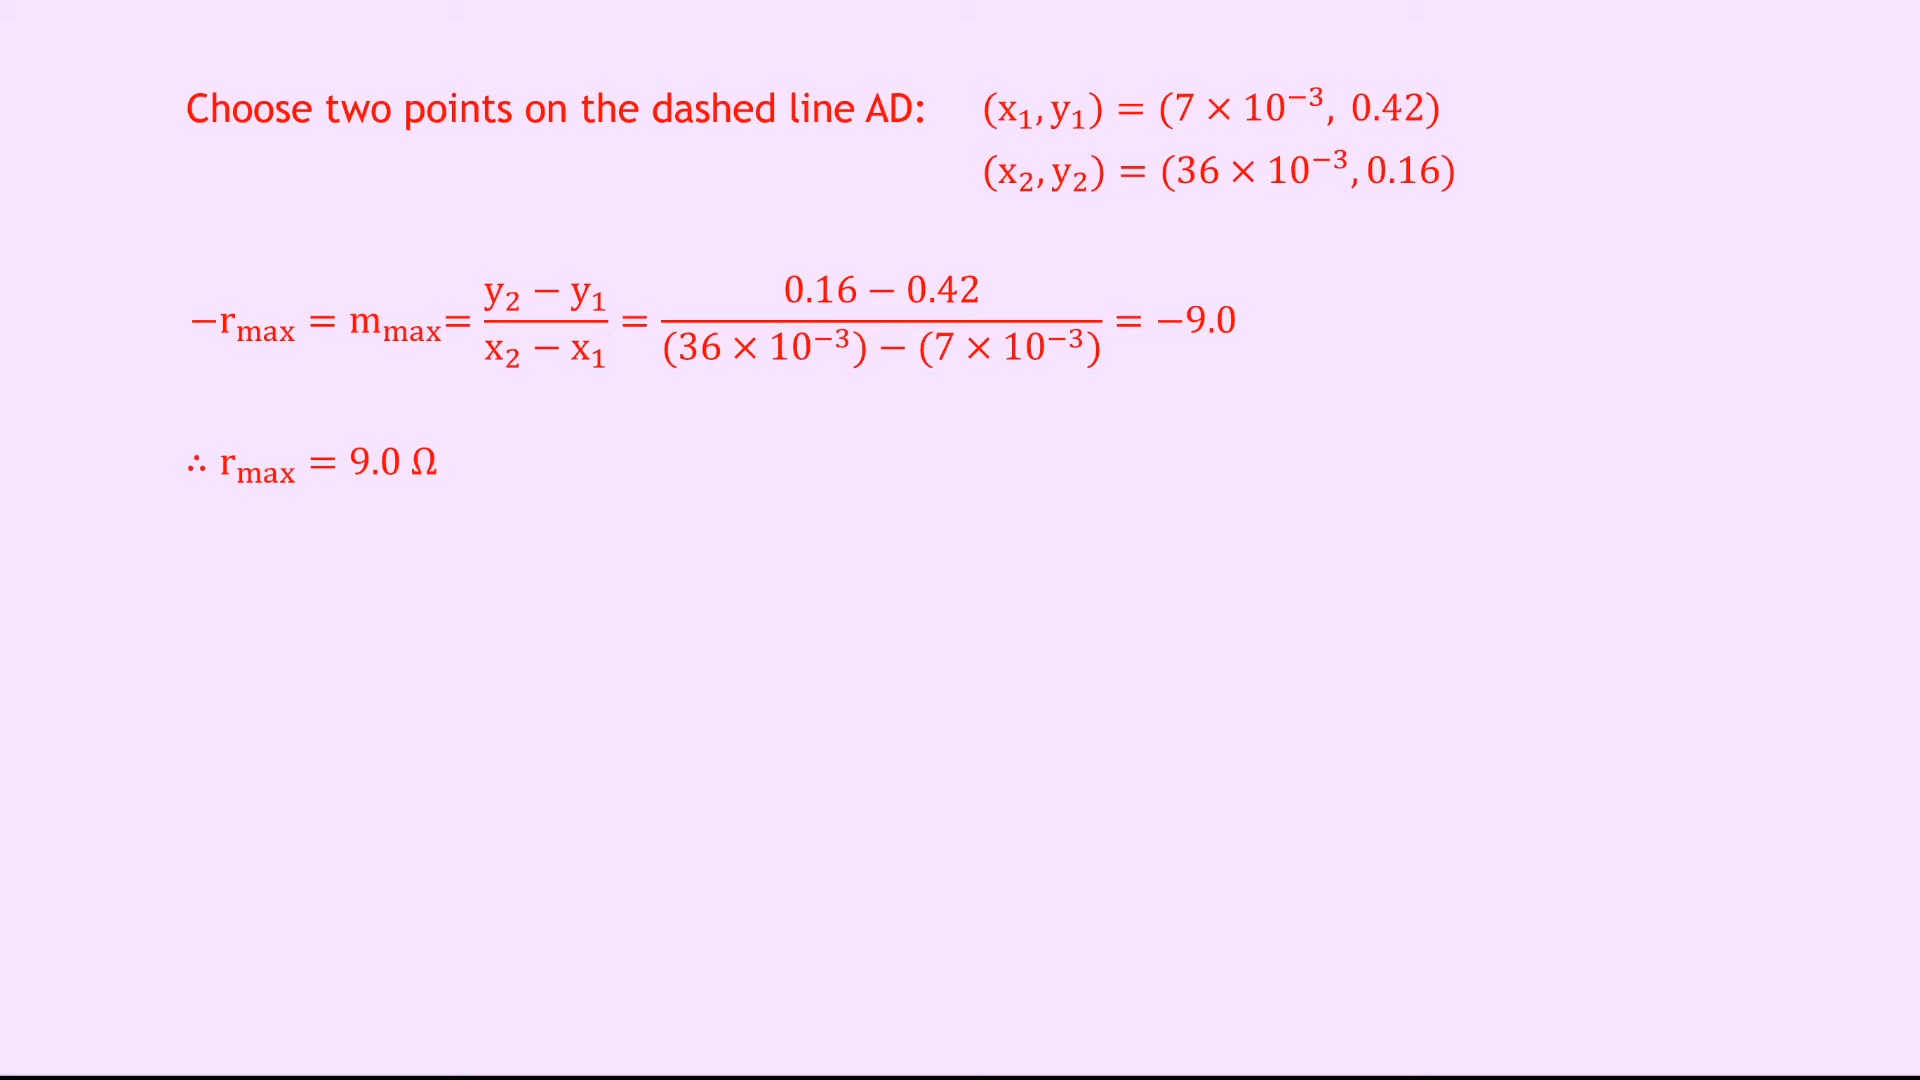 Choose two points on the dashed line AD: (x₁, y₁) = (7 × 10⁻³, 0.42)
(x₂, y₂) = (36 × 10⁻³, 0.16)
−r_max = m_max = (y₂ − y₁)/(x₂ − x₁) = (0.16 − 0.42)/((36 × 10⁻³) − (7 × 10⁻³)) = −9.0
∴ r_max = 9.0 Ω